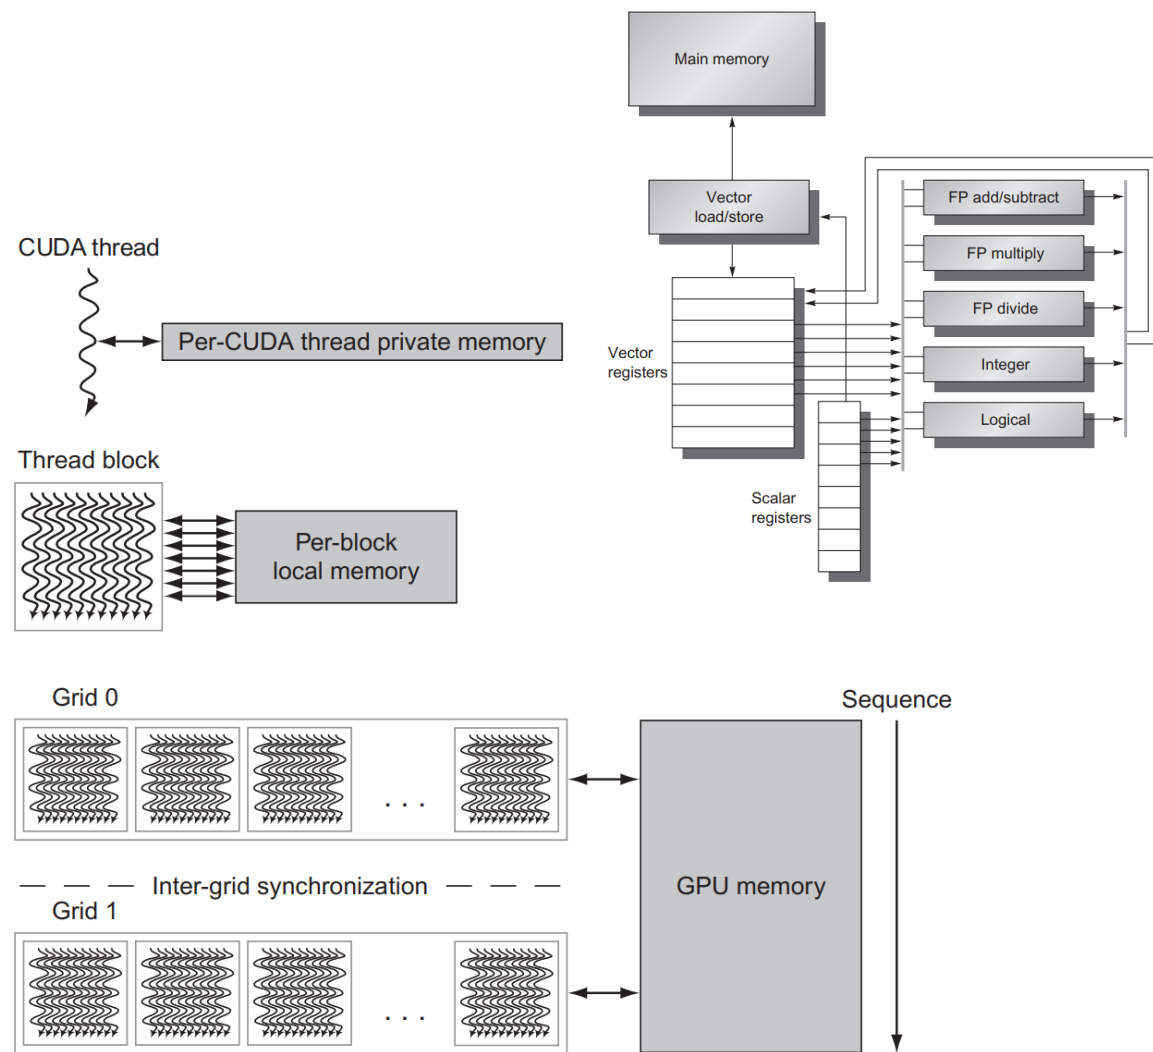 Main memory
Vector
load/store
FP add/subtract
FP multiply
FP divide
Integer
Logical
Vector
registers
Scalar
registers
CUDA thread
Per-CUDA thread private memory
Thread block
Per-block
local memory
Grid 0
Sequence
. . .
Inter-grid synchronization
GPU memory
Grid 1
. . .